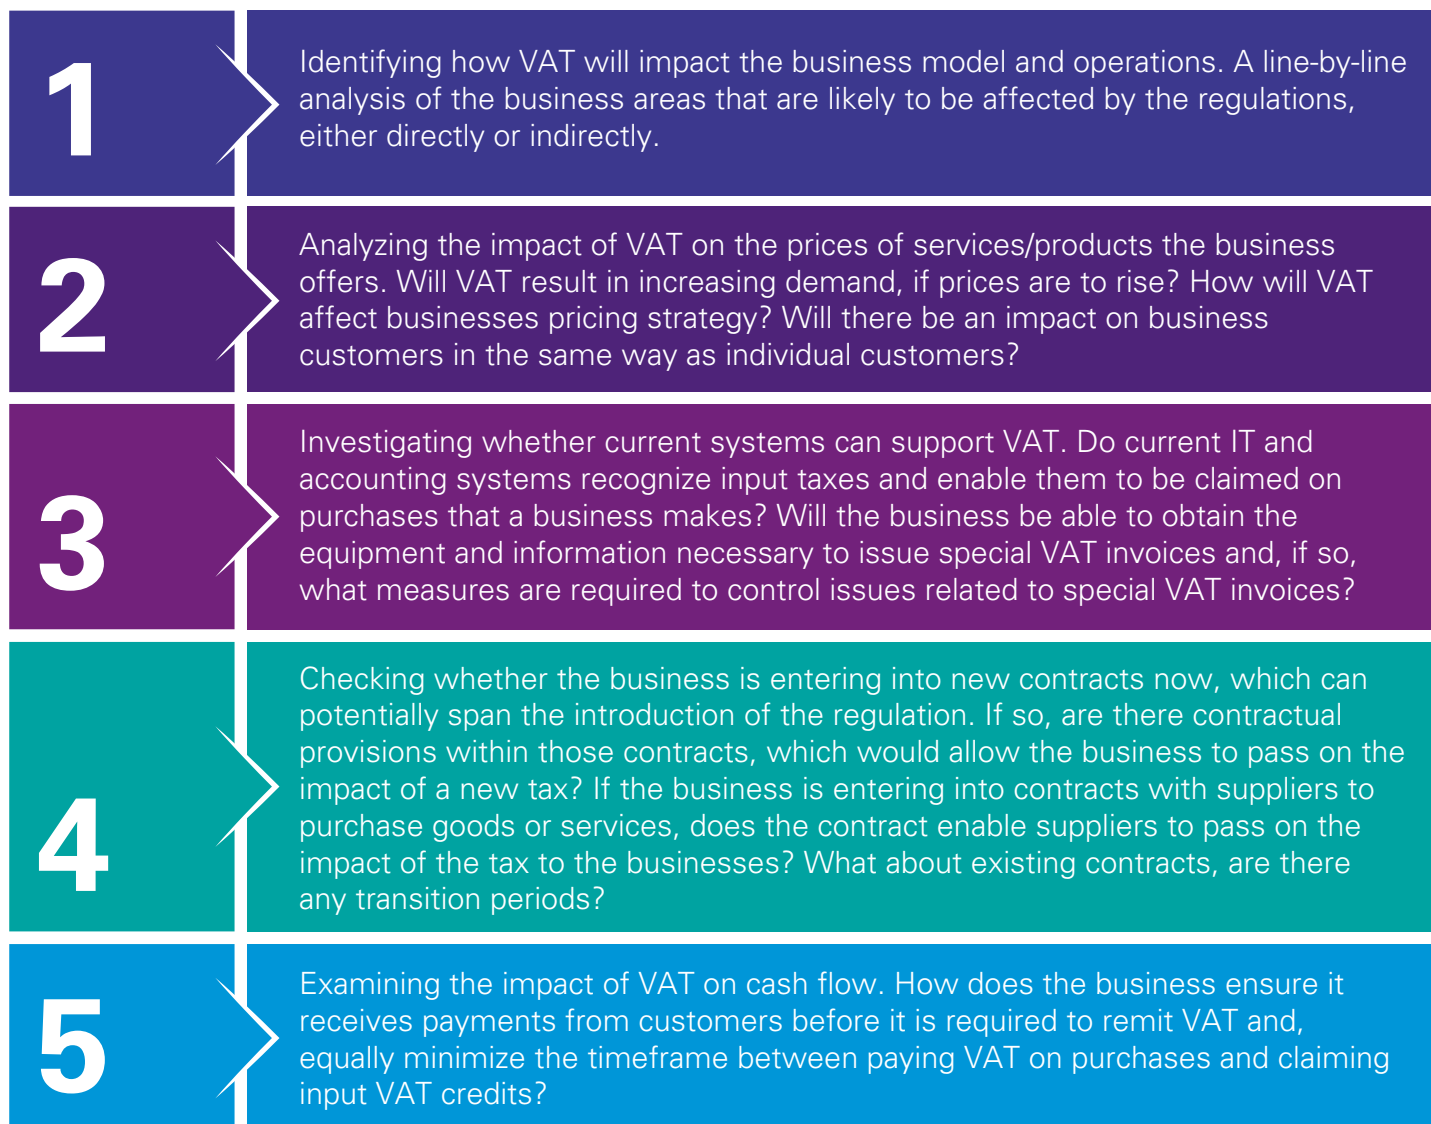 1
Identifying how VAT will impact the business model and operations. A line-by-line
analysis of the business areas that are likely to be affected by the regulations,
either directly or indirectly.
2
Analyzing the impact of VAT on the prices of services/products the business
offers. Will VAT result in increasing demand, if prices are to rise? How will VAT
affect businesses pricing strategy? Will there be an impact on business
customers in the same way as individual customers?
3
Investigating whether current systems can support VAT. Do current IT and
accounting systems recognize input taxes and enable them to be claimed on
purchases that a business makes? Will the business be able to obtain the
equipment and information necessary to issue special VAT invoices and, if so,
what measures are required to control issues related to special VAT invoices?
4
Checking whether the business is entering into new contracts now, which can
potentially span the introduction of the regulation. If so, are there contractual
provisions within those contracts, which would allow the business to pass on the
impact of a new tax? If the business is entering into contracts with suppliers to
purchase goods or services, does the contract enable suppliers to pass on the
impact of the tax to the businesses? What about existing contracts, are there
any transition periods?
5
Examining the impact of VAT on cash flow. How does the business ensure it
receives payments from customers before it is required to remit VAT and,
equally minimize the timeframe between paying VAT on purchases and claiming
input VAT credits?